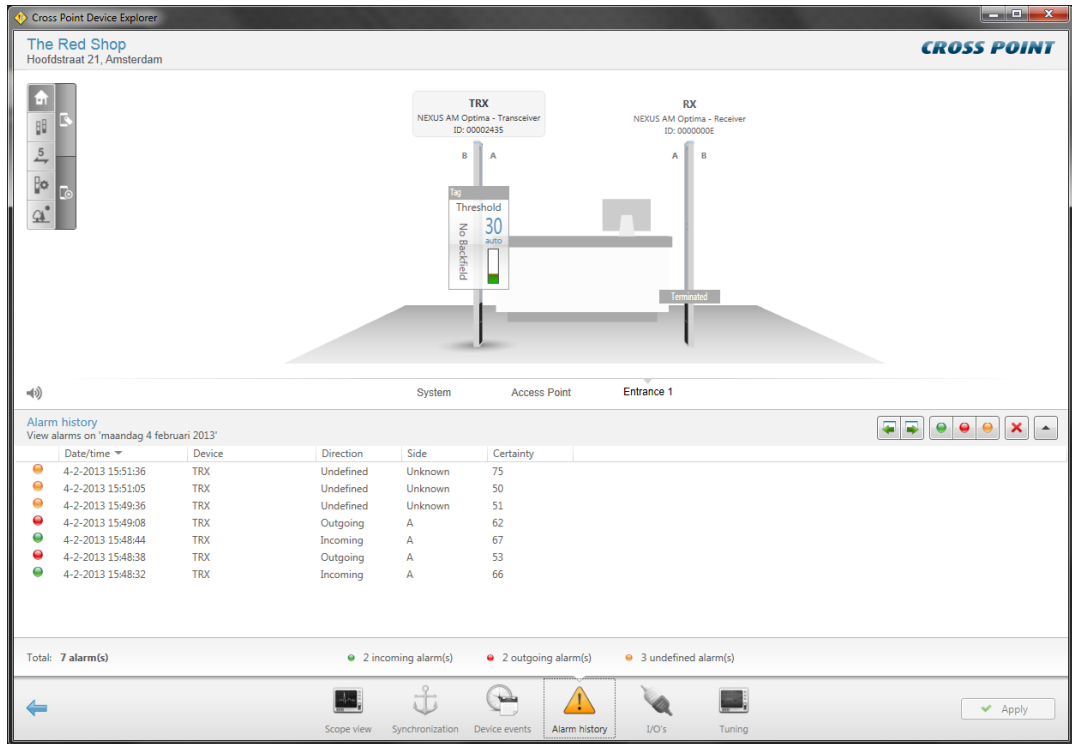 Cross Point Device Explorer
The Red Shop
Hoofdstraat 21, Amsterdam
CROSS POINT
TRX
NEXUS AM Optima - Transceiver
ID: 00002435
RX
NEXUS AM Optima - Receiver
ID: 0000000E
B A
A B
5
Tag
Threshold
No Backfield
30
auto
Terminated
System Access Point Entrance 1
Alarm history
View alarms on 'maandag 4 februari 2013'
Date/time Device Direction Side Certainty
4-2-2013 15:51:36 TRX Undefined Unknown 75
4-2-2013 15:51:05 TRX Undefined Unknown 50
4-2-2013 15:49:36 TRX Undefined Unknown 51
4-2-2013 15:49:08 TRX Outgoing A 62
4-2-2013 15:48:44 TRX Incoming A 67
4-2-2013 15:48:38 TRX Outgoing A 53
4-2-2013 15:48:32 TRX Incoming A 66
Total: 7 alarm(s) 2 incoming alarm(s) 2 outgoing alarm(s) 3 undefined alarm(s)
Scope view Synchronization Device events Alarm history I/O's Tuning Apply